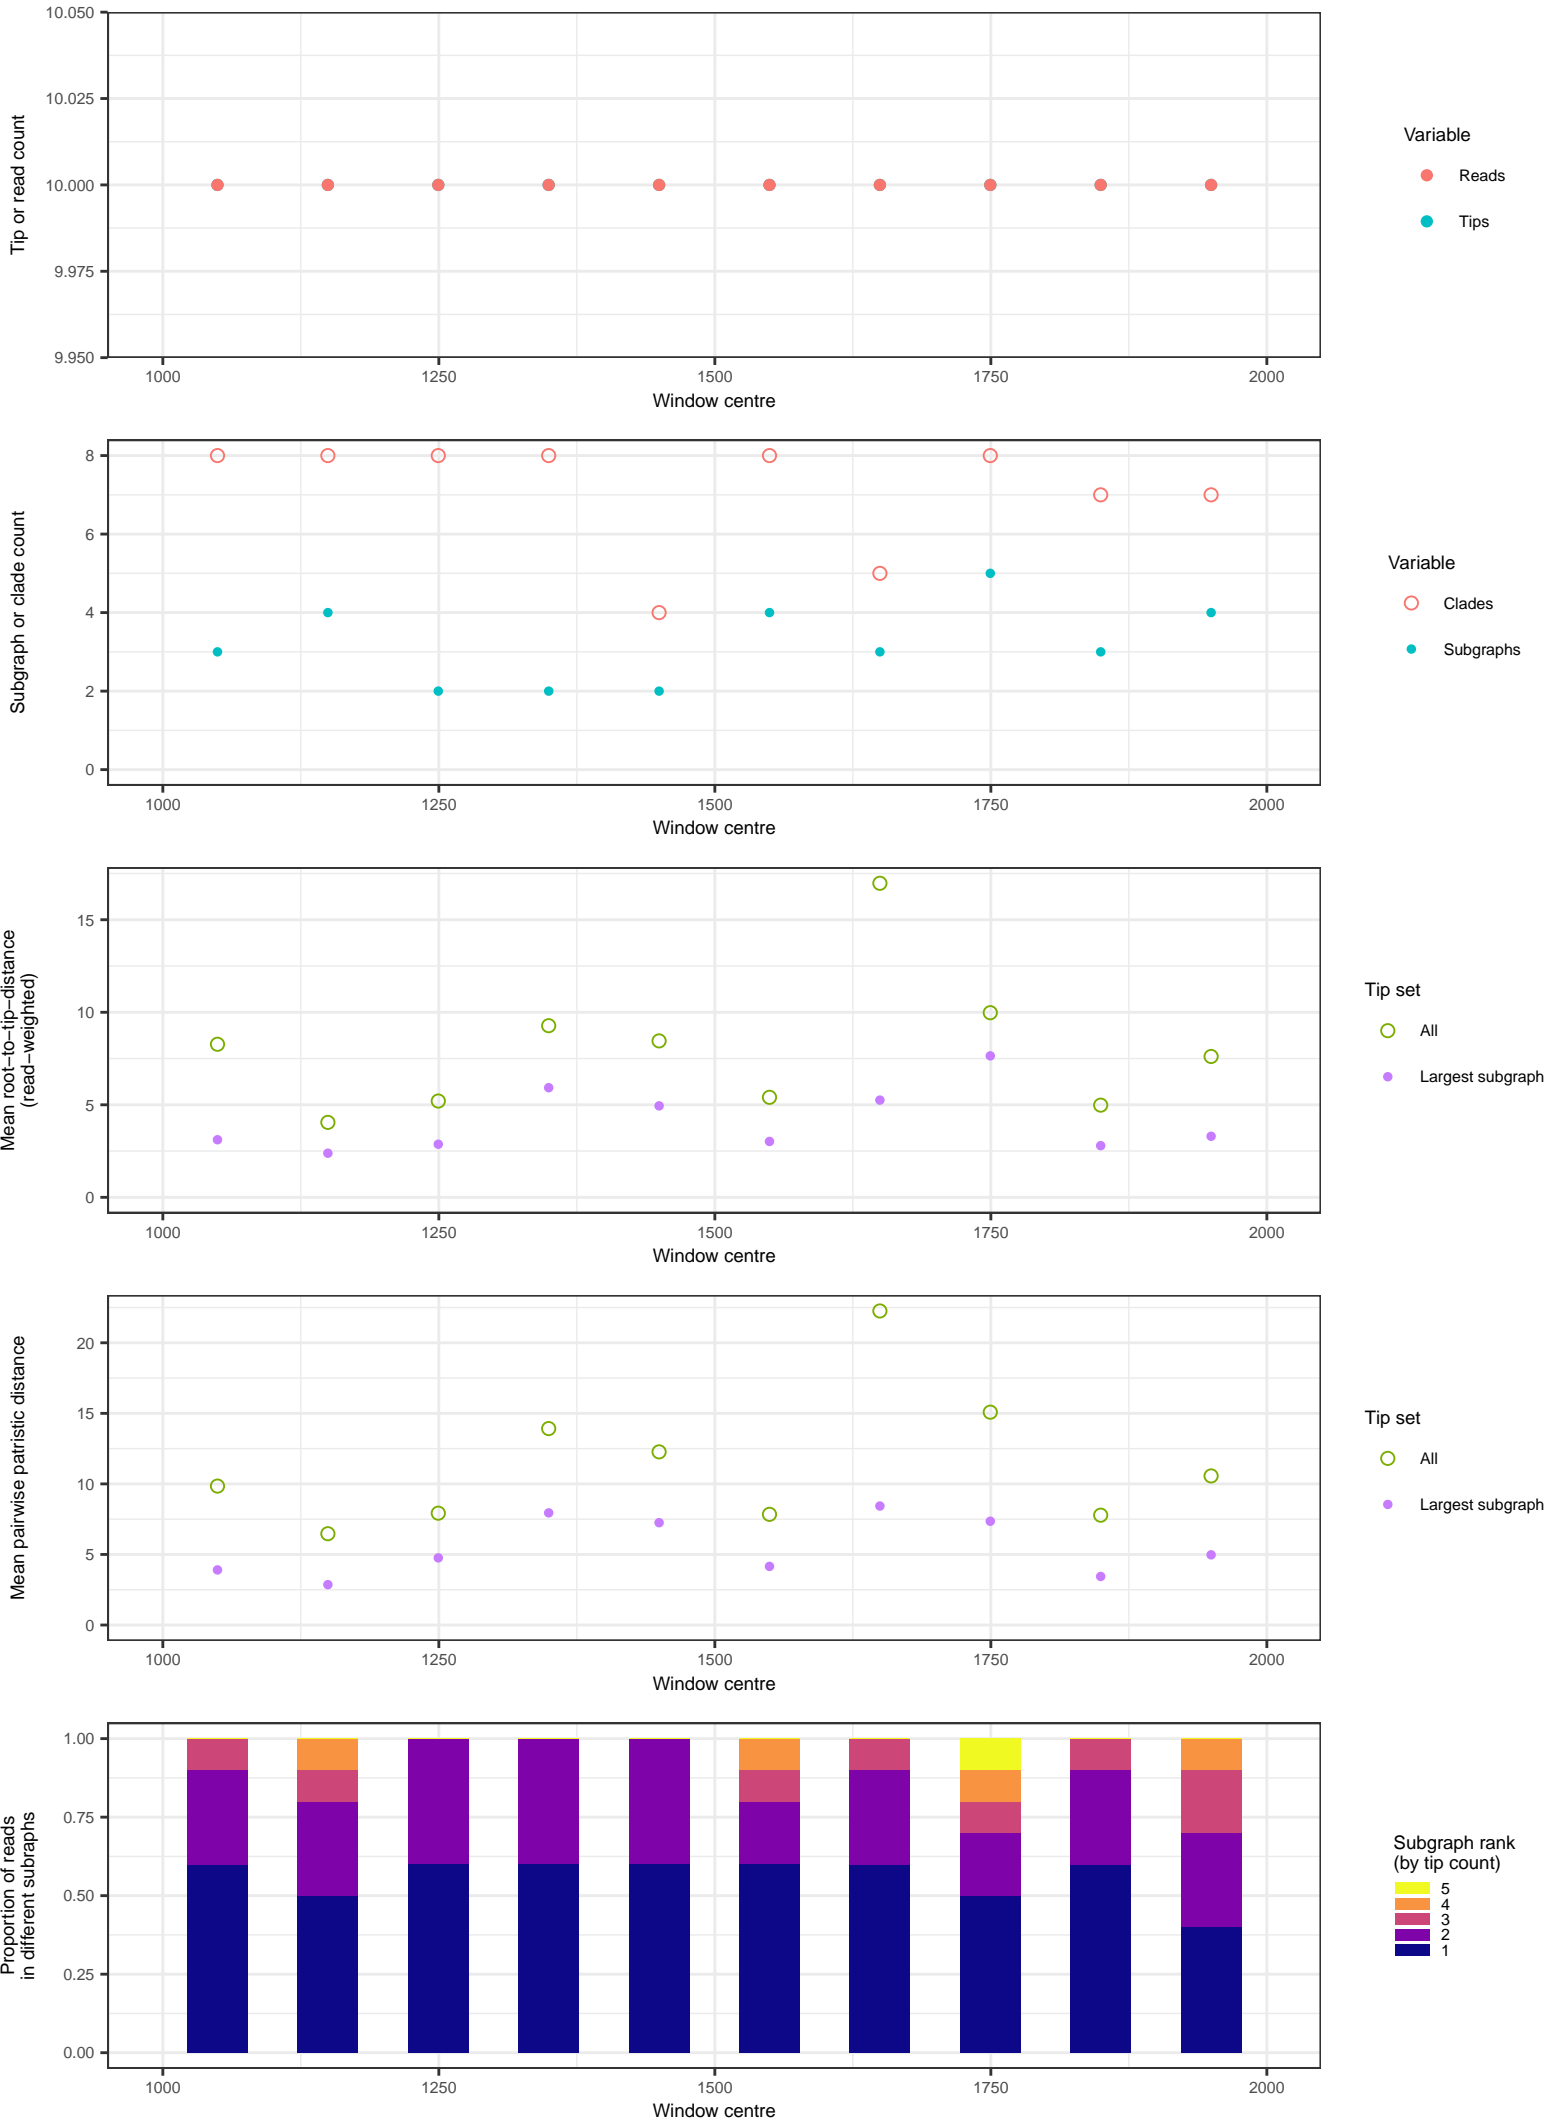 10.050
10.025
10.000
9.975
9.950
Tip or read count
1000 1250 1500 1750 2000
Window centre
Variable
Reads
Tips
8
6
4
2
0
Subgraph or clade count
1000 1250 1500 1750 2000
Window centre
Variable
Clades
Subgraphs
15
10
5
0
Mean root−to−tip−distance
(read−weighted)
1000 1250 1500 1750 2000
Window centre
Tip set
All
Largest subgraph
20
15
10
5
0
Mean pairwise patristic distance
1000 1250 1500 1750 2000
Window centre
Tip set
All
Largest subgraph
1.00
0.75
0.50
0.25
0.00
Proportion of reads
in different subraphs
1000 1250 1500 1750 2000
Window centre
Subgraph rank
(by tip count)
5
4
3
2
1